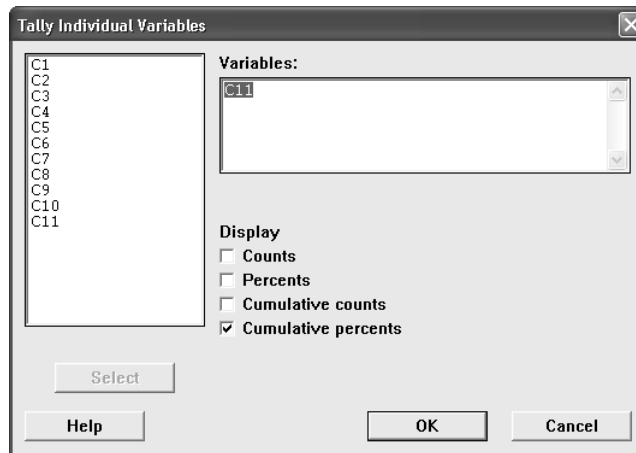 Tally Individual Variables
C1
C2
C3
C4
C5
C6
C7
C8
C9
C10
C11
Variables:
C11
Display
Counts
Percents
Cumulative counts
Cumulative percents
Select
Help
OK
Cancel